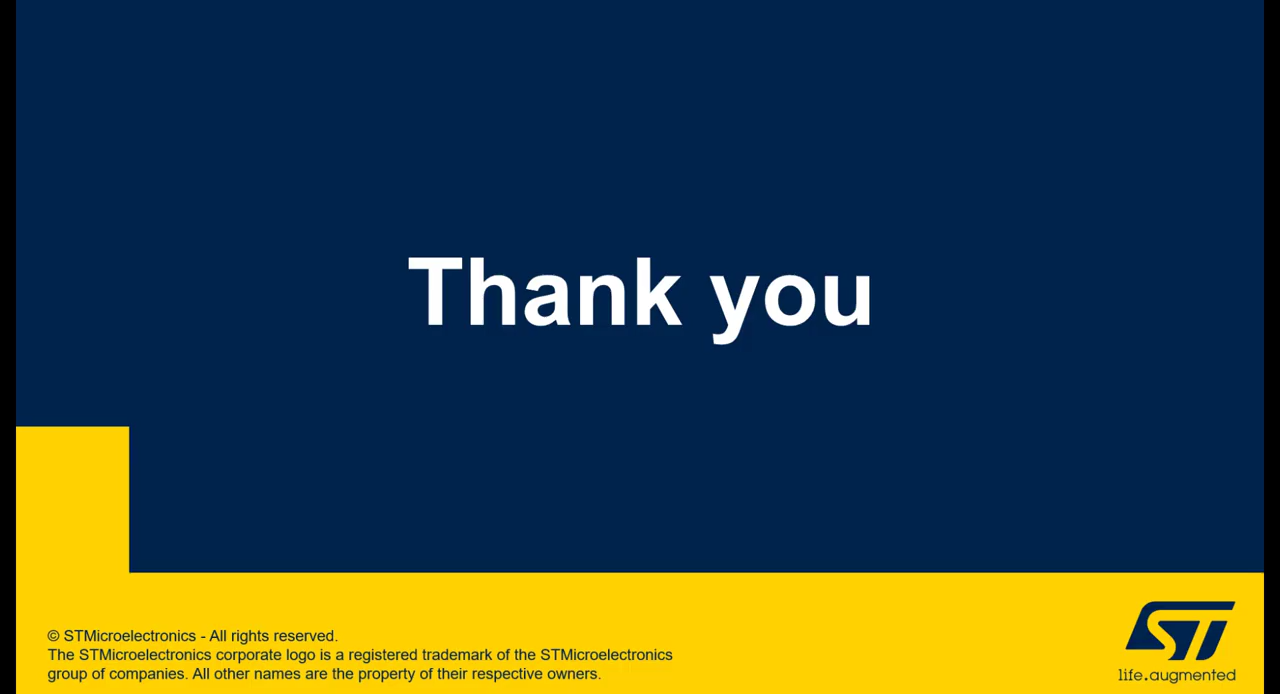 Thank you
© STMicroelectronics - All rights reserved.
The STMicroelectronics corporate logo is a registered trademark of the STMicroelectronics
group of companies. All other names are the property of their respective owners.
ST
life.augmented